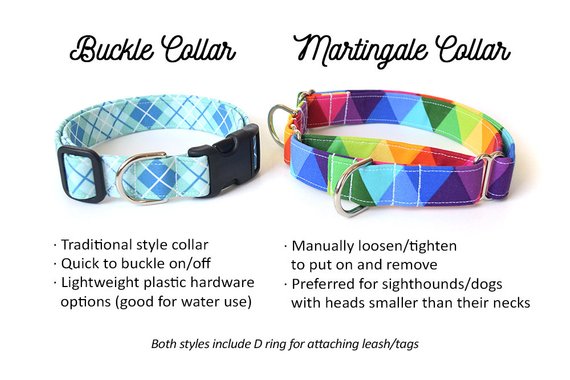 Buckle Collar
Martingale Collar
· Traditional style collar
· Quick to buckle on/off
· Lightweight plastic hardware
options (good for water use)
· Manually loosen/tighten
to put on and remove
· Preferred for sighthounds/dogs
with heads smaller than their necks
Both styles include D ring for attaching leash/tags